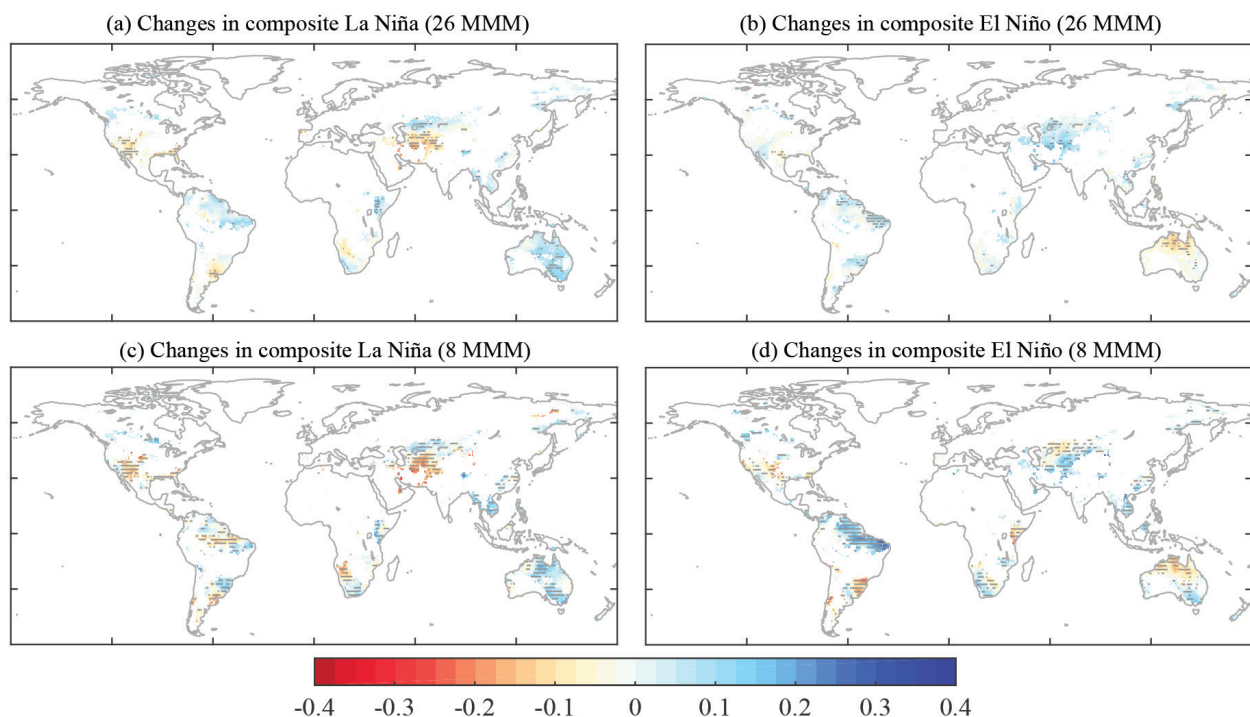 (a) Changes in composite La Niña (26 MMM)
(b) Changes in composite El Niño (26 MMM)
(c) Changes in composite La Niña (8 MMM)
(d) Changes in composite El Niño (8 MMM)
-0.4 -0.3 -0.2 -0.1 0 0.1 0.2 0.3 0.4